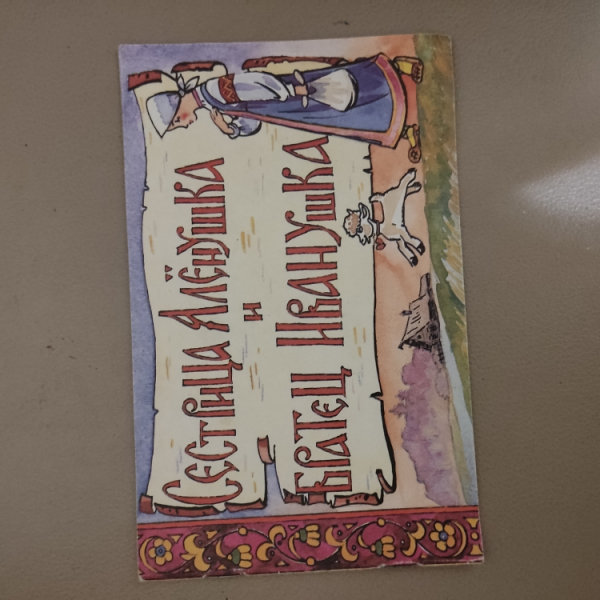 Сестрица Алёнушка
и
Братец Иванушка